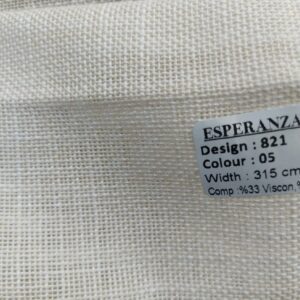 ESPERANZA
Design : 821
Colour : 05
Width : 315 cm
Comp :%33 Viscon,%